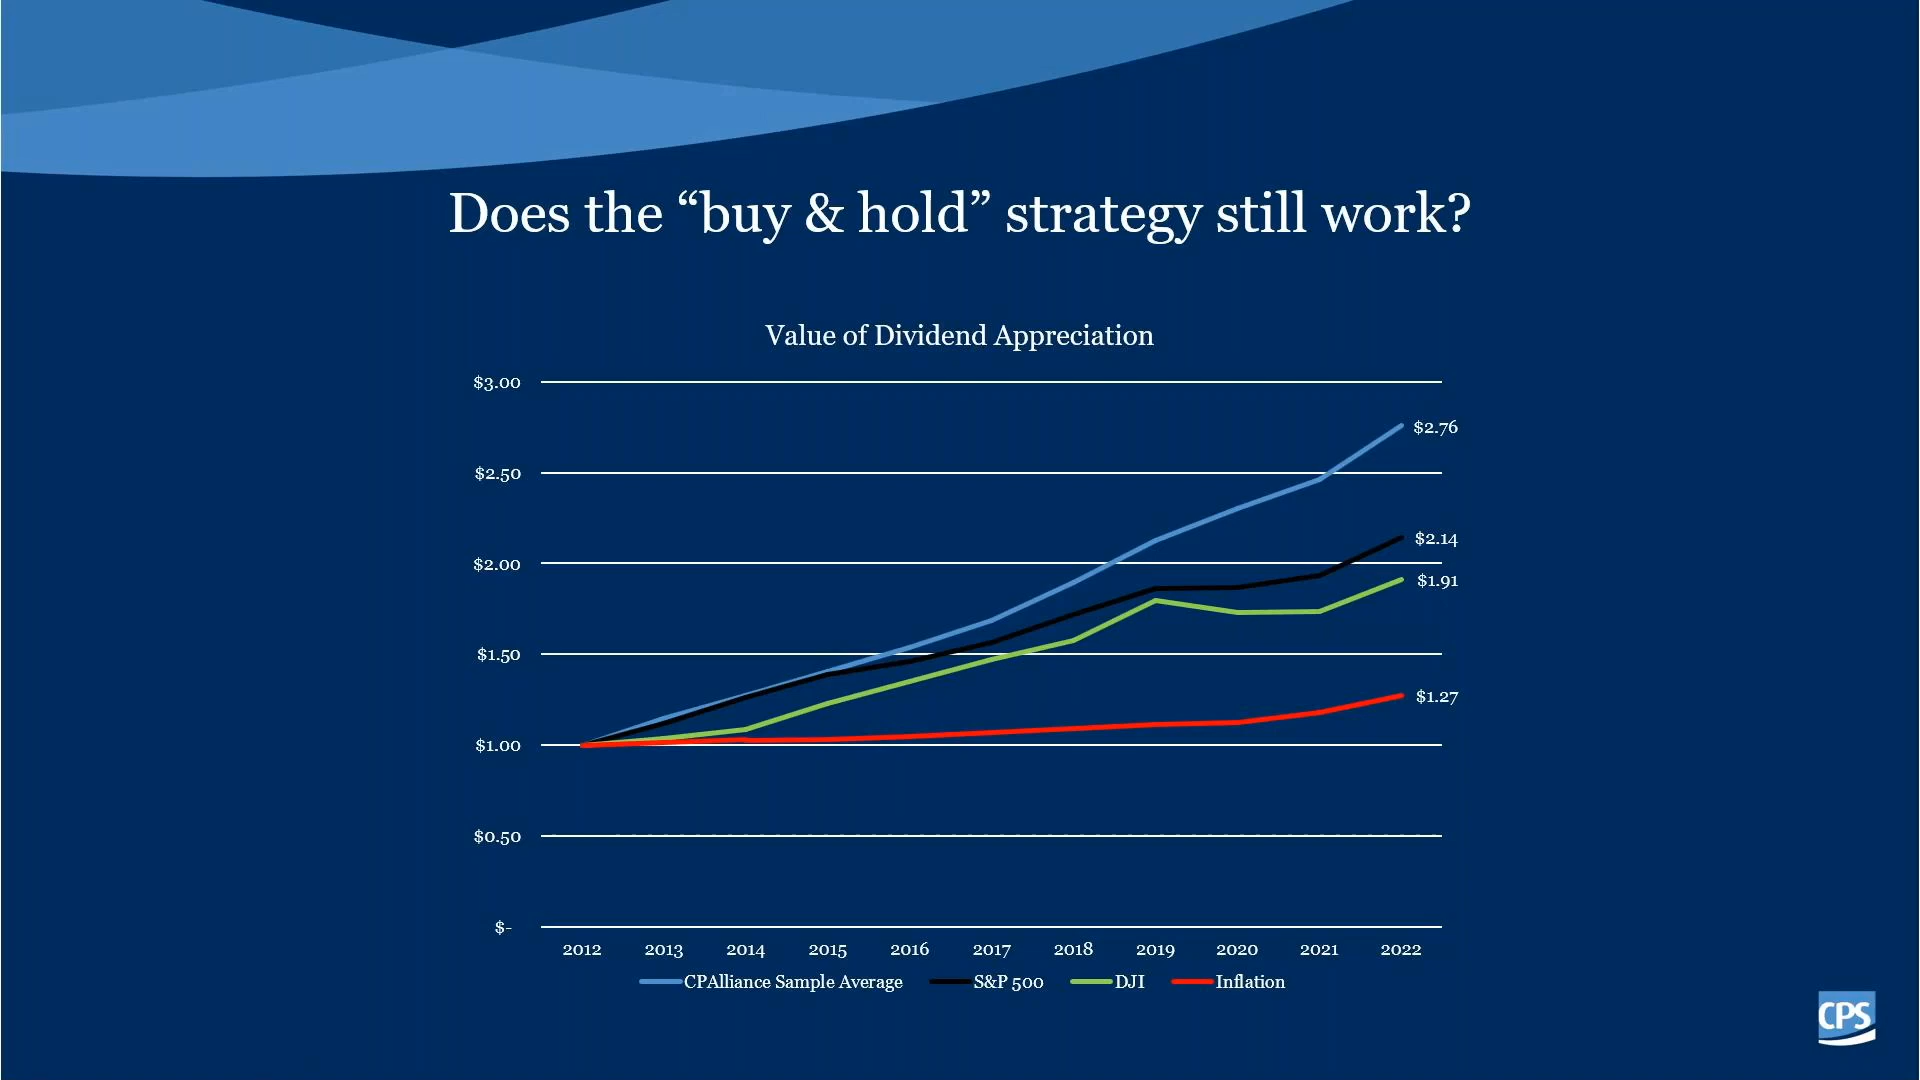 Does the “buy & hold” strategy still work?
Value of Dividend Appreciation
$3.00
$2.50
$2.00
$1.50
$1.00
$0.50
$-
$2.76
$2.14
$1.91
$1.27
2012 2013 2014 2015 2016 2017 2018 2019 2020 2021 2022
CPAlliance Sample Average S&P 500 DJI Inflation
CPS